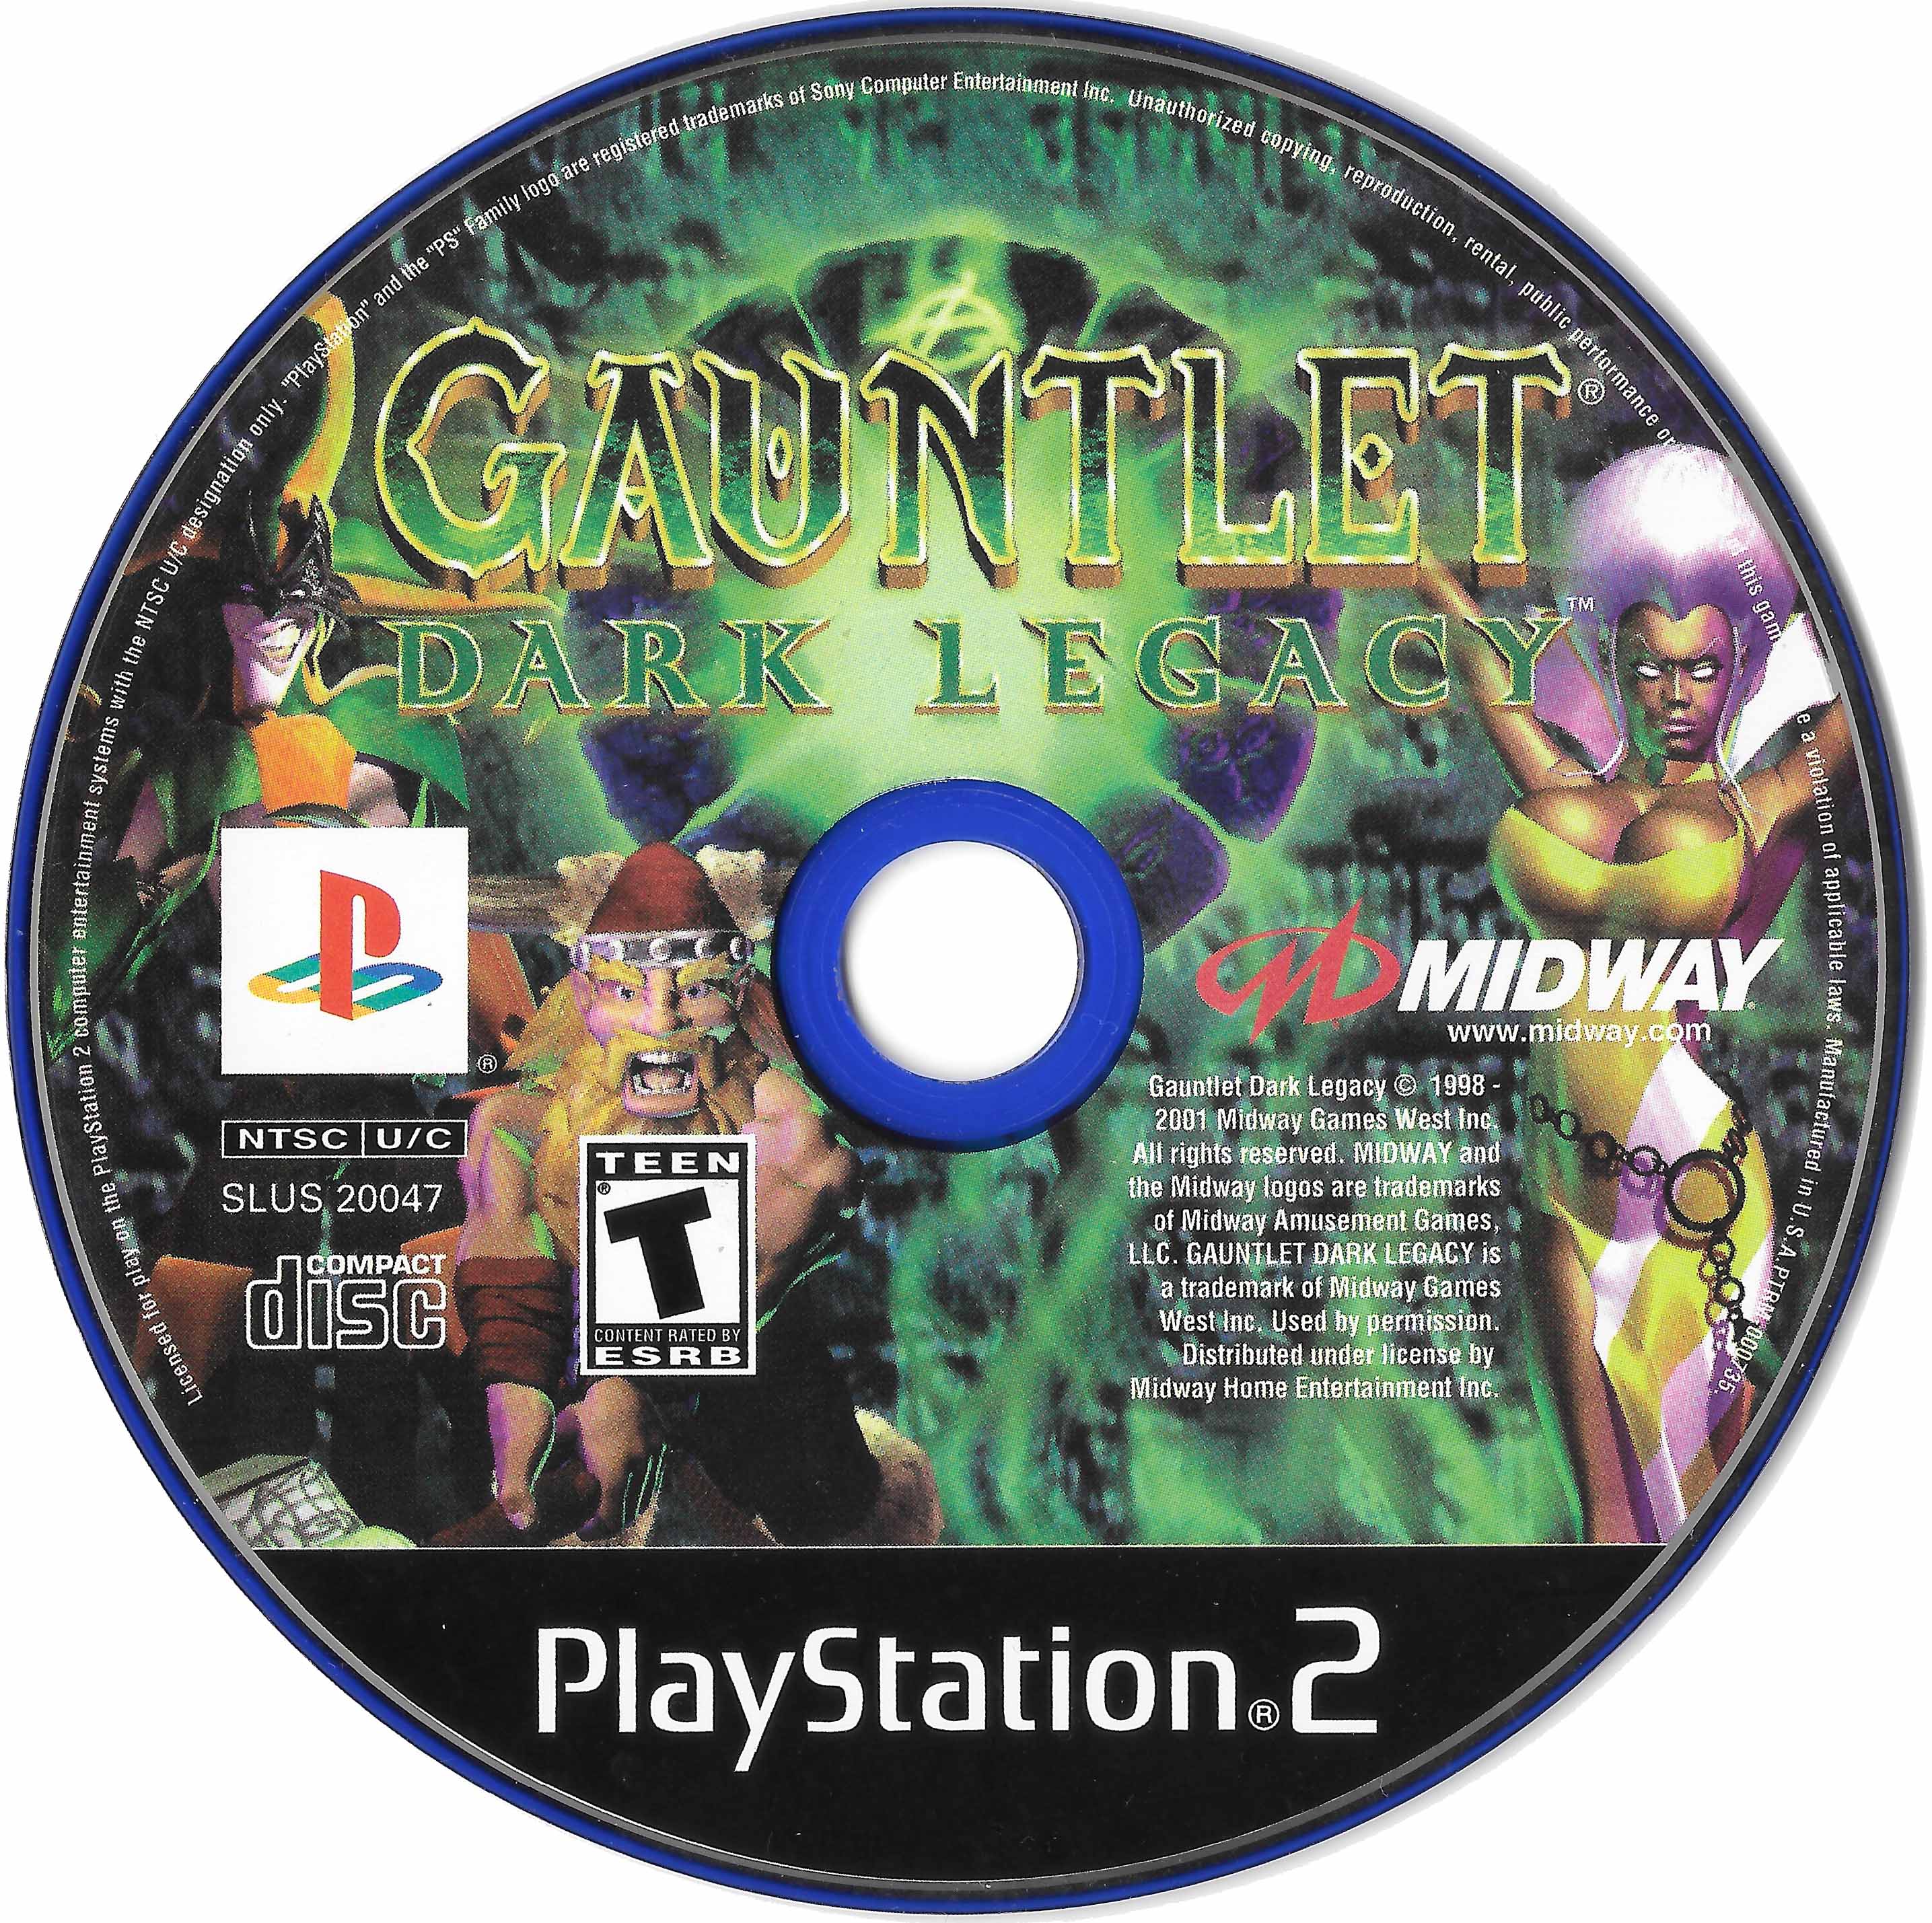 Licensed for play on the PlayStation 2 computer entertainment systems with the NTSC U/C designation only. "PlayStation" and the "PS" Family logo are registered trademarks of Sony Computer Entertainment Inc. Unauthorized copying, reproduction, rental, public performance or of this game e a violation of applicable laws. Manufactured in U.S.A.
GAUNTLET®
DARK LEGACY™
MIDWAY
www.midway.com
®
NTSC U/C
SLUS 20047
COMPACT
disc
TEEN
®
T
CONTENT RATED BY
ESRB
Gauntlet Dark Legacy © 1998 -
2001 Midway Games West Inc.
All rights reserved. MIDWAY and
the Midway logos are trademarks
of Midway Amusement Games,
LLC. GAUNTLET DARK LEGACY is
a trademark of Midway Games
West Inc. Used by permission.
Distributed under license by
Midway Home Entertainment Inc.
PlayStation®2